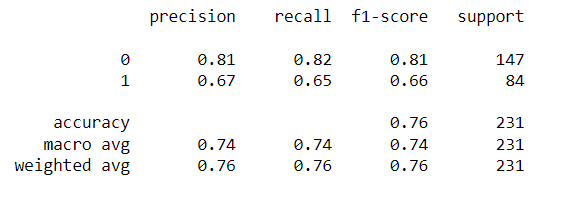 precision recall f1-score support
0 0.81 0.82 0.81 147
1 0.67 0.65 0.66 84
accuracy 0.76 231
macro avg 0.74 0.74 0.74 231
weighted avg 0.76 0.76 0.76 231